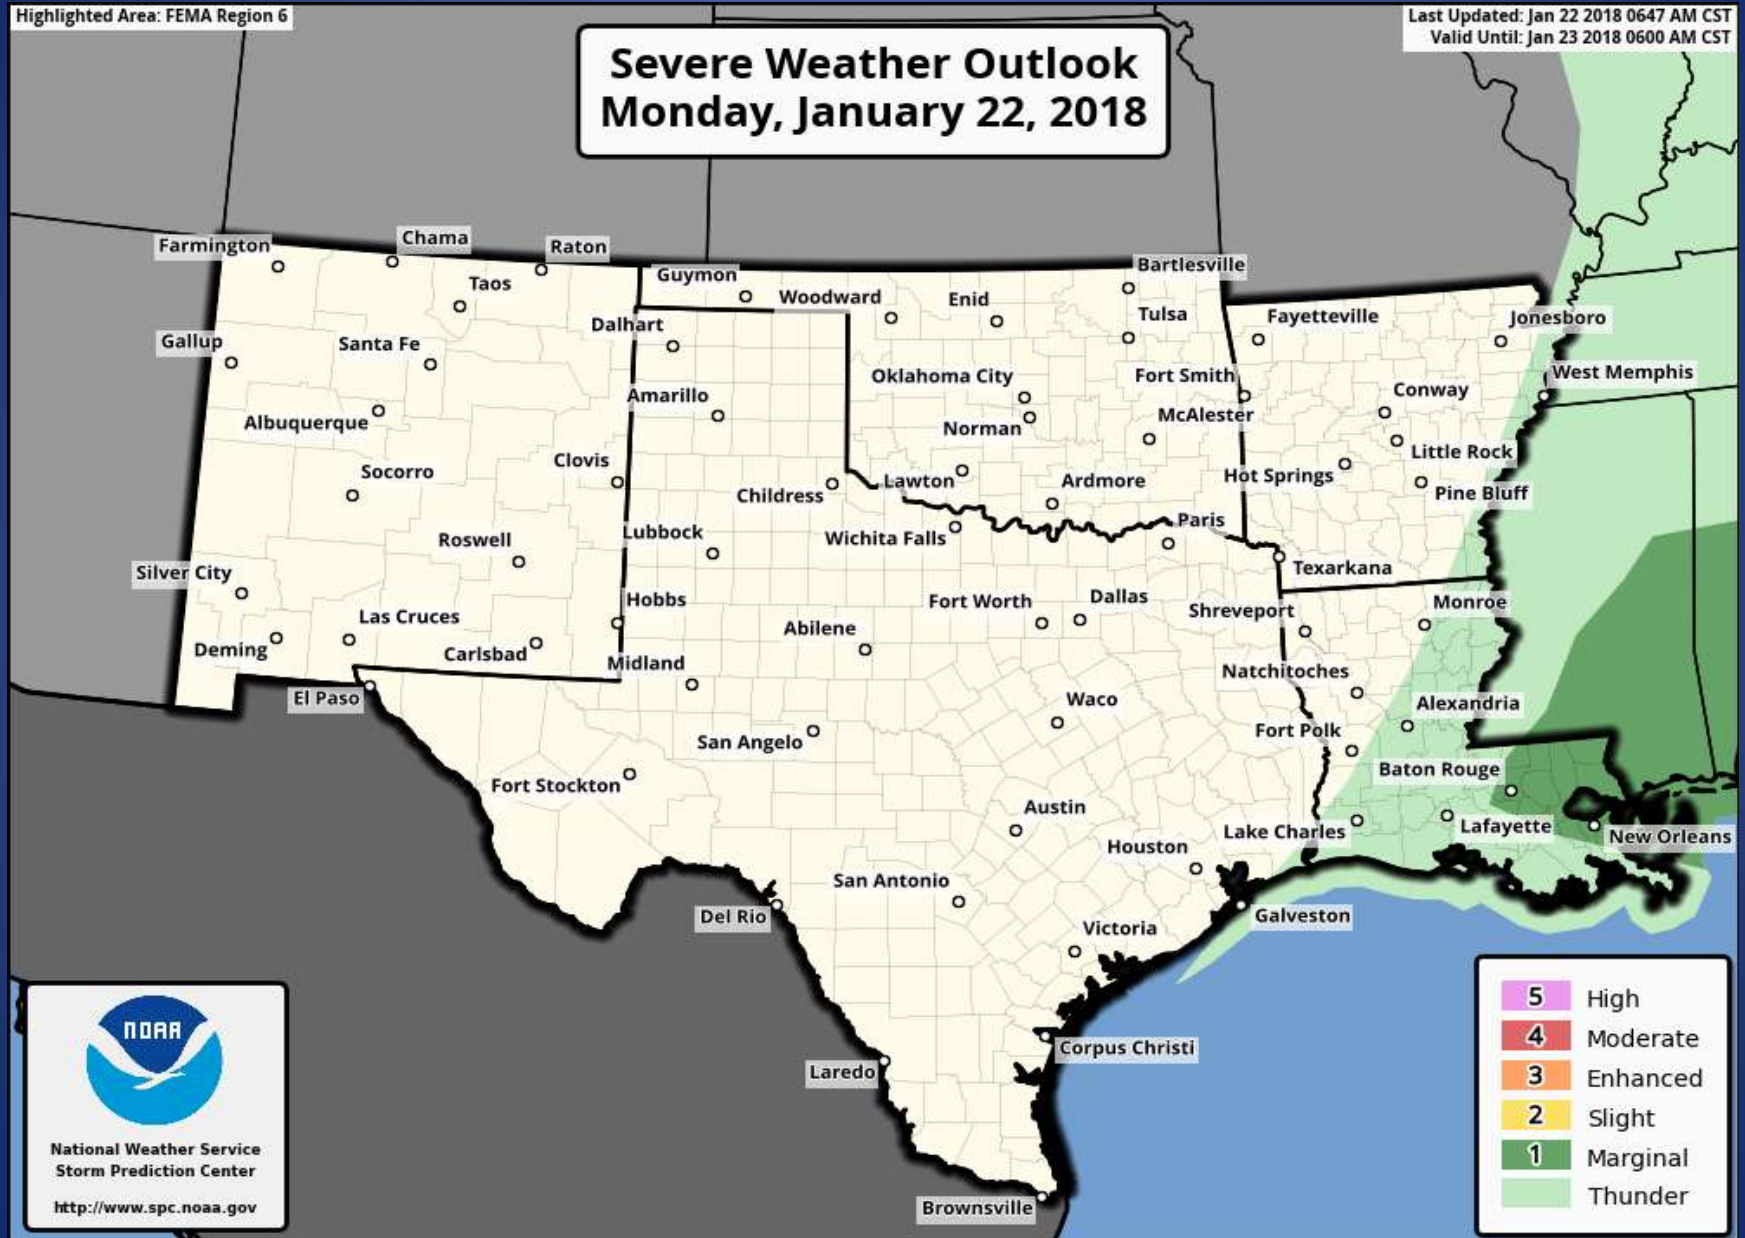 Highlighted Area: FEMA Region 6
Last Updated: Jan 22 2018 0647 AM CST
Valid Until: Jan 23 2018 0600 AM CST
Severe Weather Outlook
Monday, January 22, 2018
Farmington
Chama
Raton
Taos
Guymon
Woodward
Enid
Bartlesville
Tulsa
Fayetteville
Jonesboro
Gallup
Santa Fe
Dalhart
Oklahoma City
Fort Smith
West Memphis
Amarillo
Conway
Albuquerque
Norman
McAlester
Little Rock
Socorro
Clovis
Childress
Lawton
Ardmore
Hot Springs
Pine Bluff
Roswell
Lubbock
Wichita Falls
Paris
Texarkana
Silver City
Hobbs
Fort Worth
Dallas
Shreveport
Monroe
Las Cruces
Abilene
Deming
Carlsbad
Midland
Natchitoches
El Paso
Waco
Alexandria
San Angelo
Fort Polk
Fort Stockton
Baton Rouge
Austin
Lake Charles
Lafayette
New Orleans
Houston
San Antonio
Del Rio
Galveston
Victoria
Corpus Christi
Laredo
Brownsville
NOAA
National Weather Service
Storm Prediction Center
http://www.spc.noaa.gov
5 High
4 Moderate
3 Enhanced
2 Slight
1 Marginal
Thunder